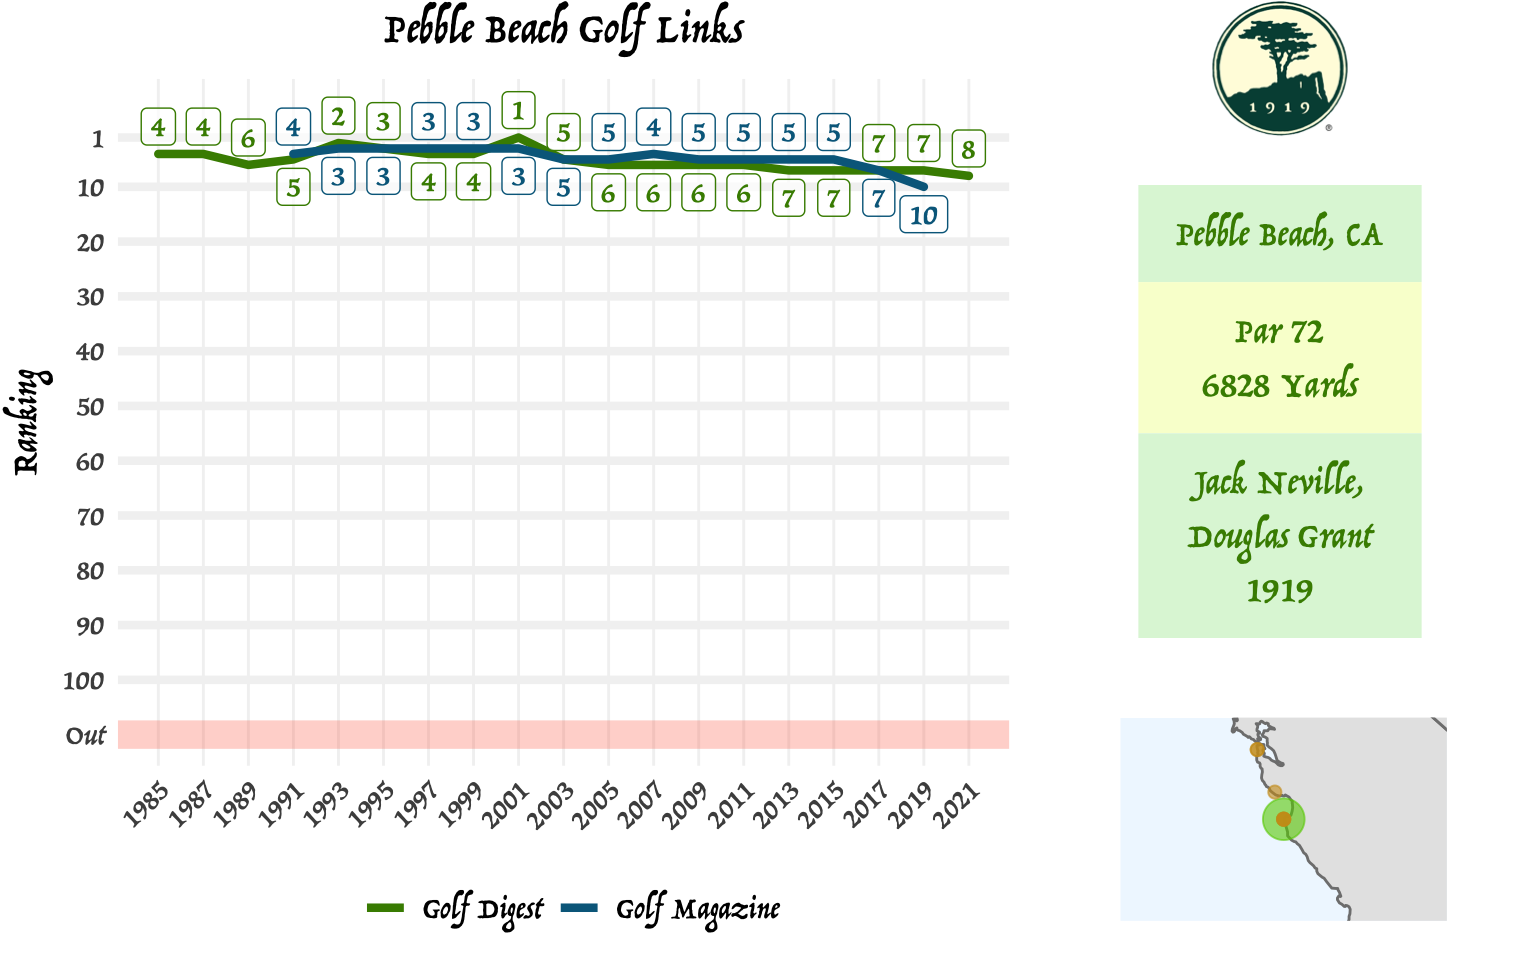 Pebble Beach Golf Links
1919
®
4 4 6 4 2 3 3 3 1 5 5 4 5 5 5 5 7 7 8
5 3 3 4 4 3 5 6 6 6 6 7 7 7 10
1
10
20
30
40
50
60
70
80
90
100
Out
Ranking
1985 1987 1989 1991 1993 1995 1997 1999 2001 2003 2005 2007 2009 2011 2013 2015 2017 2019 2021
Golf Digest Golf Magazine
Pebble Beach, CA
Par 72
6828 Yards
Jack Neville,
Douglas Grant
1919